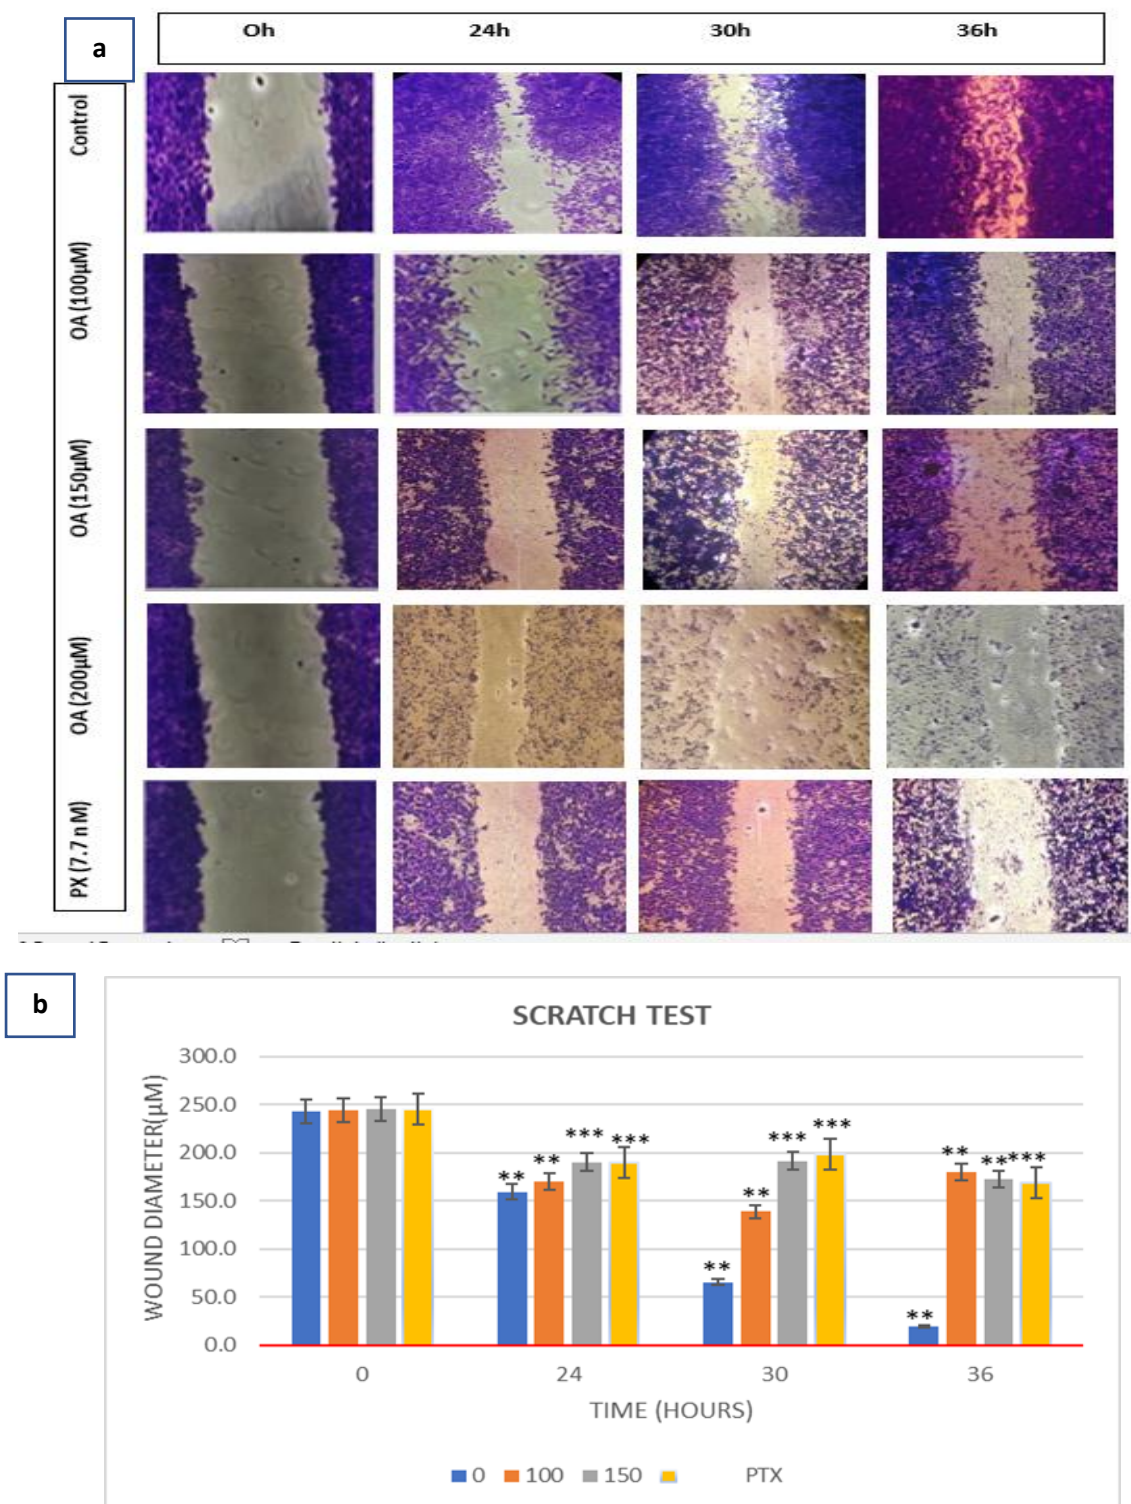 a
Oh 24h 30h 36h
Control
OA (100μM)
OA (150μM)
OA (200μM)
PX (7.7 nM)
b
SCRATCH TEST
WOUND DIAMETER(μM)
300.0
250.0
200.0
150.0
100.0
50.0
0.0
** ** *** ***
** ** *** ***
** ** ** ***
0 24 30 36
TIME (HOURS)
0 100 150 PTX